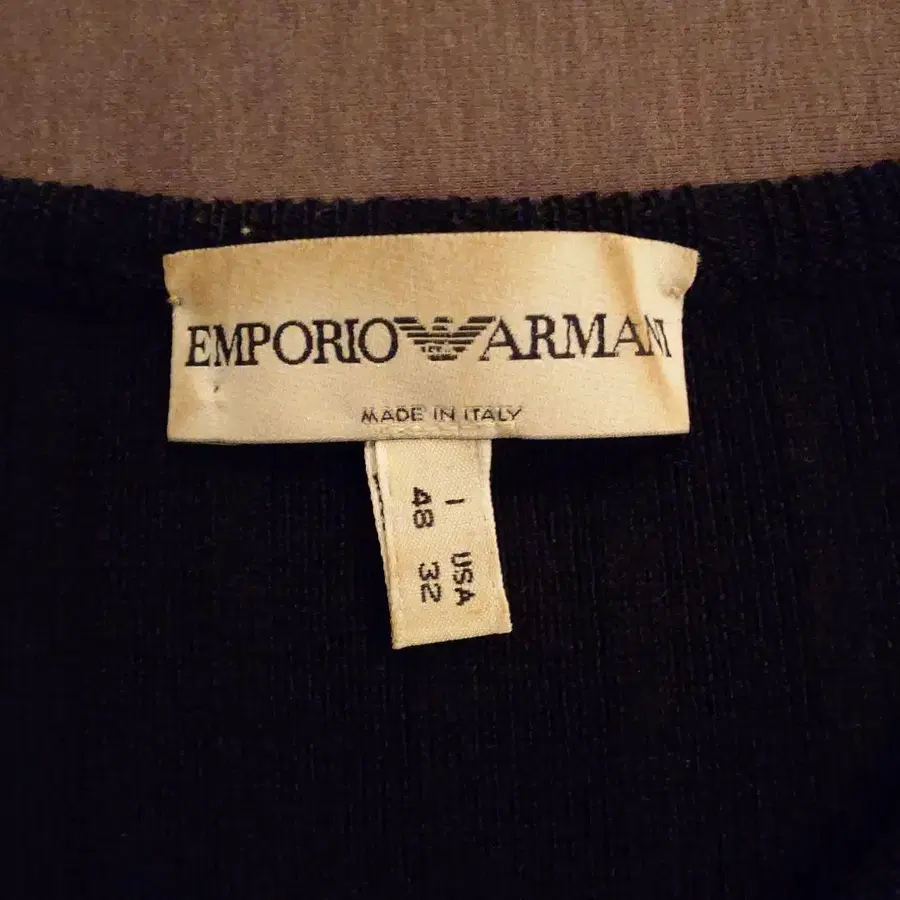 EMPORIO ARMANI
MADE IN ITALY
I USA
48 32